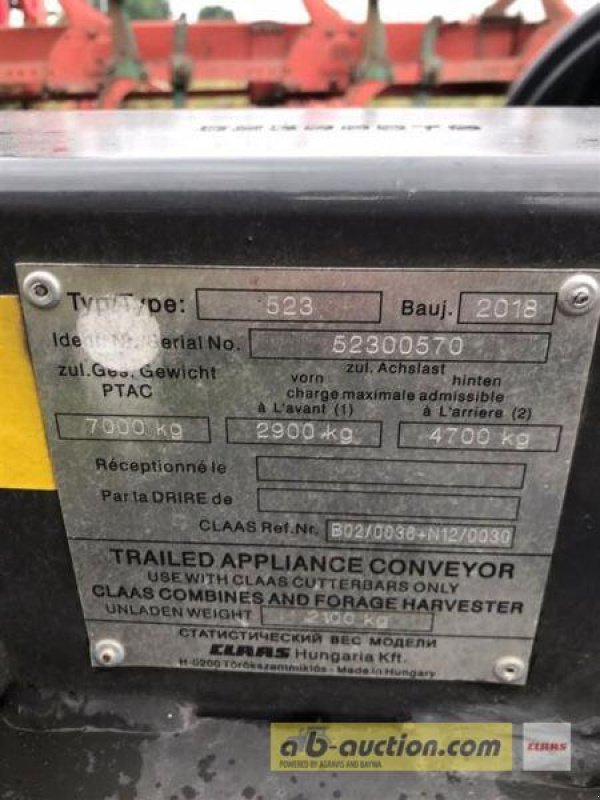 Typ/Type: 523 Bauj. 2018
Ident.Nr./Serial No. 52300570
zul.Ges.Gewicht zul. Achslast
vorn hinten
PTAC charge maximale admissible
à L'avant (1) à L'arriere (2)
7000 kg 2900 kg 4700 kg
Réceptionné le
Par la DRIRE de
CLAAS Ref.Nr. B02/0036+N12/0030
TRAILED APPLIANCE CONVEYOR
USE WITH CLAAS CUTTERBARS ONLY
CLAAS COMBINES AND FORAGE HARVESTER
UNLADEN WEIGHT 2100 kg
СТАТИСТИЧЕСКИЙ ВЕС МОДЕЛИ
CLAAS Hungaria Kft.
H-5200 Törökszentmiklós - Made in Hungary
ab-auction.com
POWERED BY AGRAVIS AND BAYWA
CLAAS